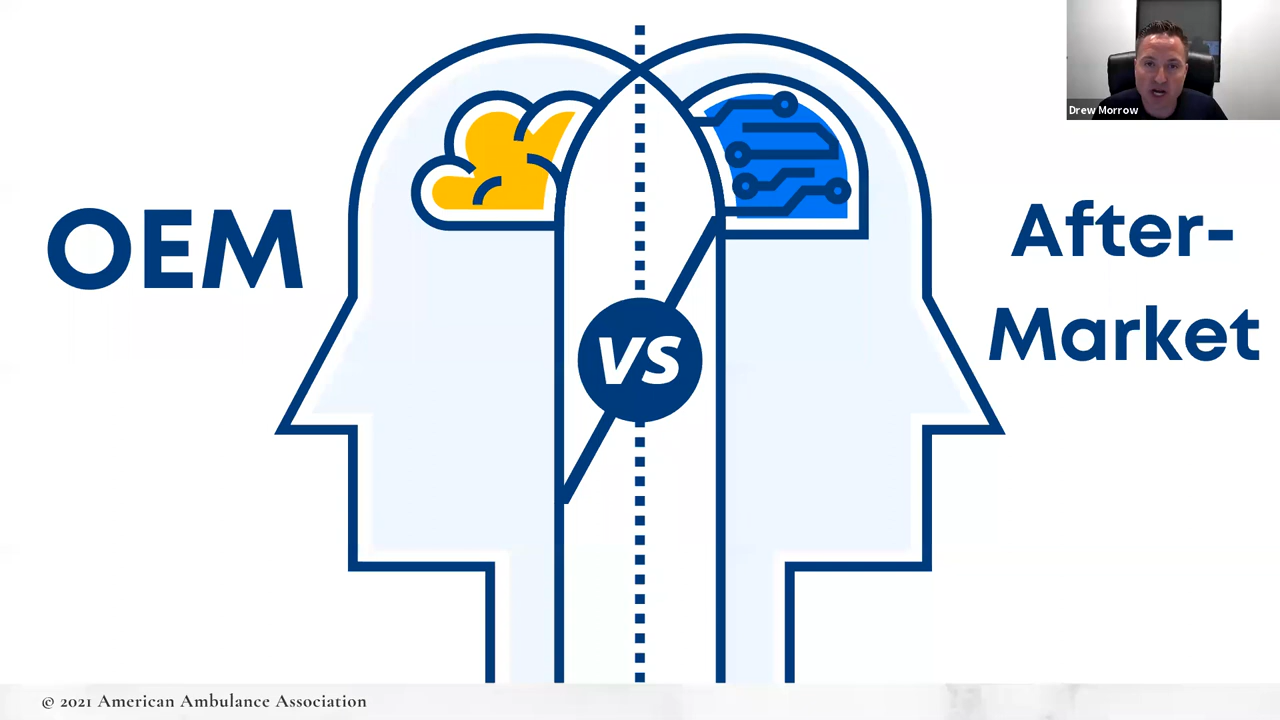 Drew Morrow
OEM
After-
Market
VS
© 2021 American Ambulance Association